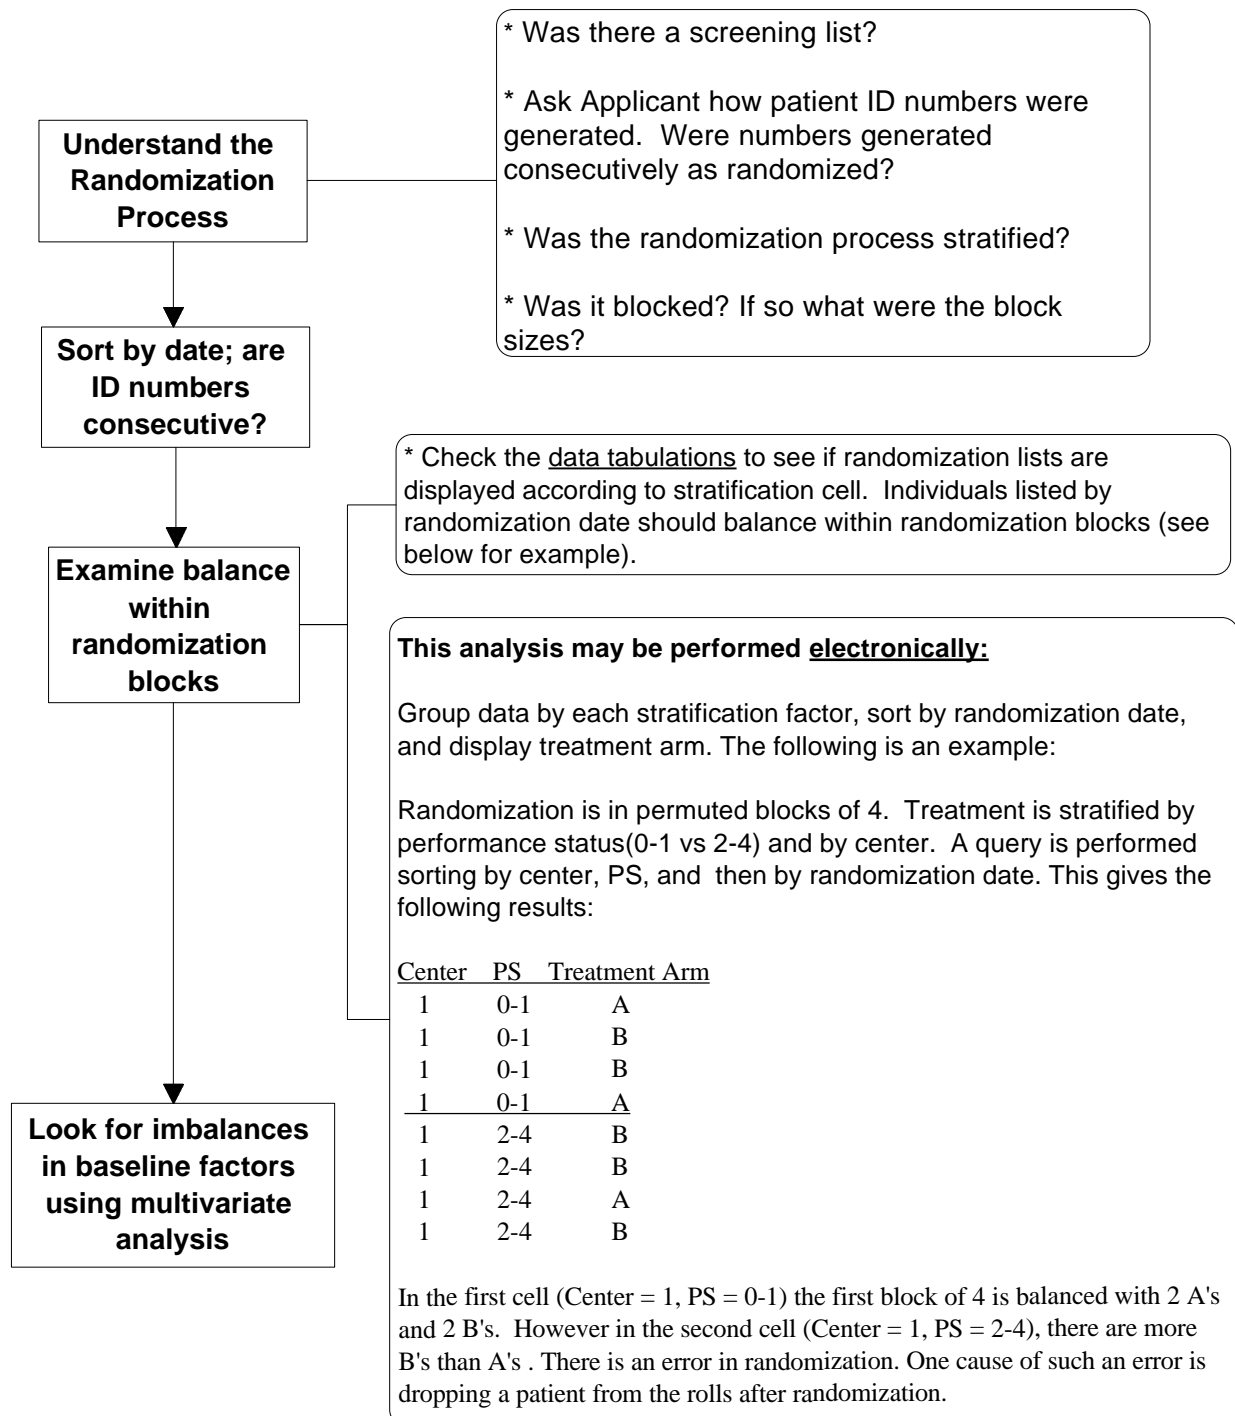 Understand the
Randomization
Process
* Was there a screening list?
* Ask Applicant how patient ID numbers were
generated.  Were numbers generated
consecutively as randomized?
* Was the randomization process stratified?
* Was it blocked? If so what were the block
sizes?
Sort by date; are
ID numbers
consecutive?
Examine balance
within
randomization
blocks
* Check the data tabulations to see if randomization lists are
displayed according to stratification cell.  Individuals listed by
randomization date should balance within randomization blocks (see
below for example).
This analysis may be performed electronically:
Group data by each stratification factor, sort by randomization date,
and display treatment arm. The following is an example:
Randomization is in permuted blocks of 4.  Treatment is stratified by
performance status(0-1 vs 2-4) and by center.  A query is performed
sorting by center, PS, and  then by randomization date. This gives the
following results:
Center PS Treatment Arm
1 0-1 A
1 0-1 B
1 0-1 B
1 0-1 A
1 2-4 B
1 2-4 B
1 2-4 A
1 2-4 B
In the first cell (Center = 1, PS = 0-1) the first block of 4 is balanced with 2 A's
and 2 B's.  However in the second cell (Center = 1, PS = 2-4), there are more
B's than A's . There is an error in randomization. One cause of such an error is
dropping a patient from the rolls after randomization.
Look for imbalances
in baseline factors
using multivariate
analysis